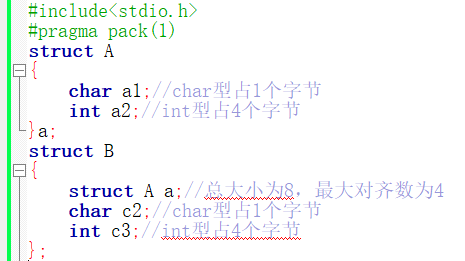 #include<stdio.h>
#pragma pack(1)
struct A
{
char a1;//char型占1个字节
int a2;//int型占4个字节
}a;
struct B
{
struct A a;//总大小为8，最大对齐数为4
char c2;//char型占1个字节
int c3;//int型占4个字节
};